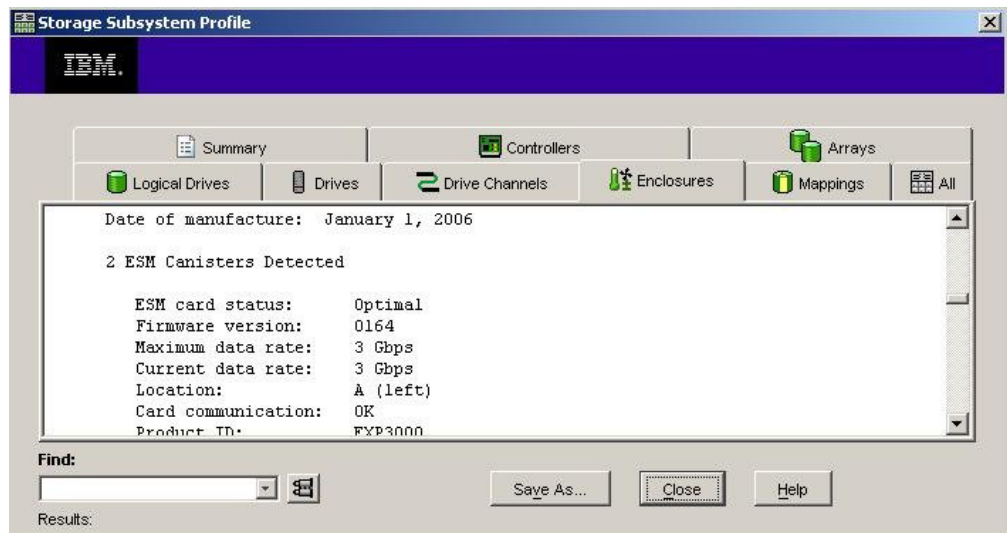 Storage Subsystem Profile
IBM.
Summary
Controllers
Arrays
Logical Drives
Drives
Drive Channels
Enclosures
Mappings
All
Date of manufacture: January 1, 2006
2 ESM Canisters Detected
ESM card status: Optimal
Firmware version: 0164
Maximum data rate: 3 Gbps
Current data rate: 3 Gbps
Location: A (left)
Card communication: OK
Product ID: EXP3000
Find:
Save As...
Close
Help
Results: